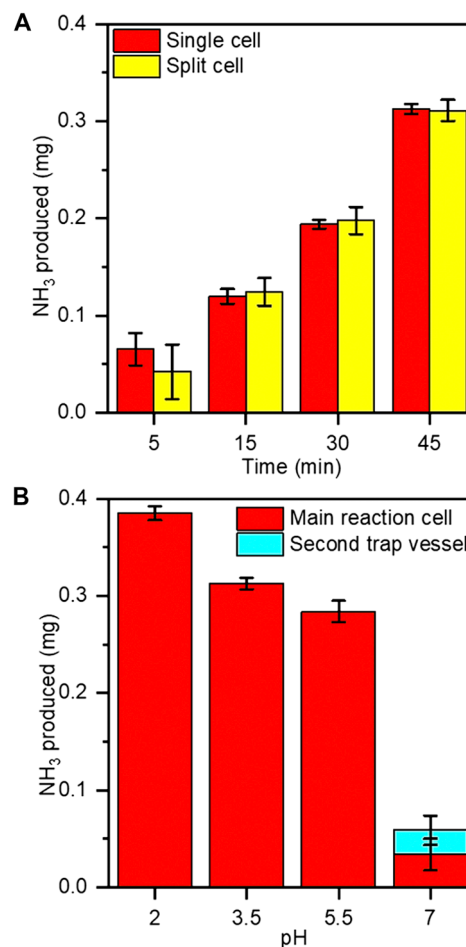 A
Single cell
Split cell
0.4
0.3
0.2
0.1
0.0
NH₃ produced (mg)
5 15 30 45
Time (min)
B
Main reaction cell
Second trap vessel
0.4
0.3
0.2
0.1
0.0
NH₃ produced (mg)
2 3.5 5.5 7
pH